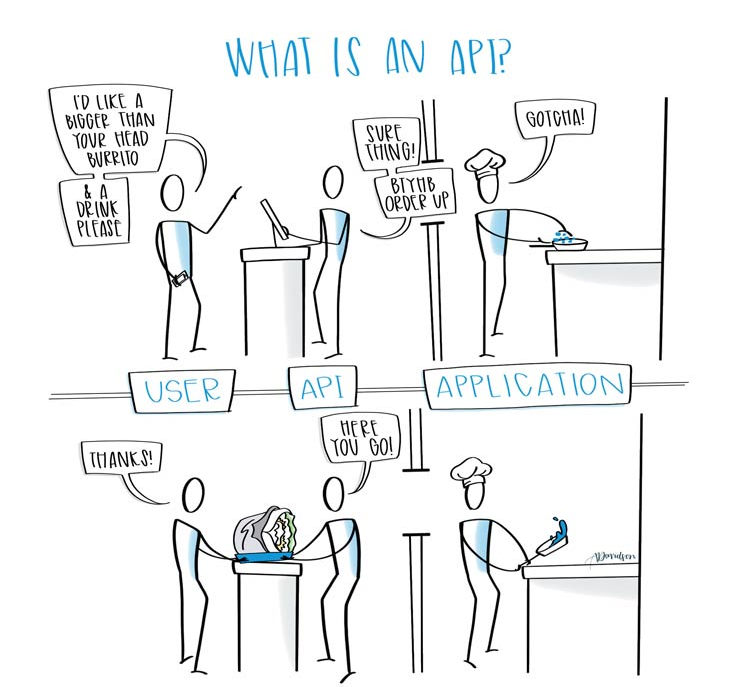 WHAT IS AN API?
I'D LIKE A
BIGGER THAN
YOUR HEAD
BURRITO
& A
DRINK
PLEASE
SURE
THING!
BTYHB
ORDER UP
GOTCHA!
USER
API
APPLICATION
THANKS!
HERE
YOU GO!
ADavidson